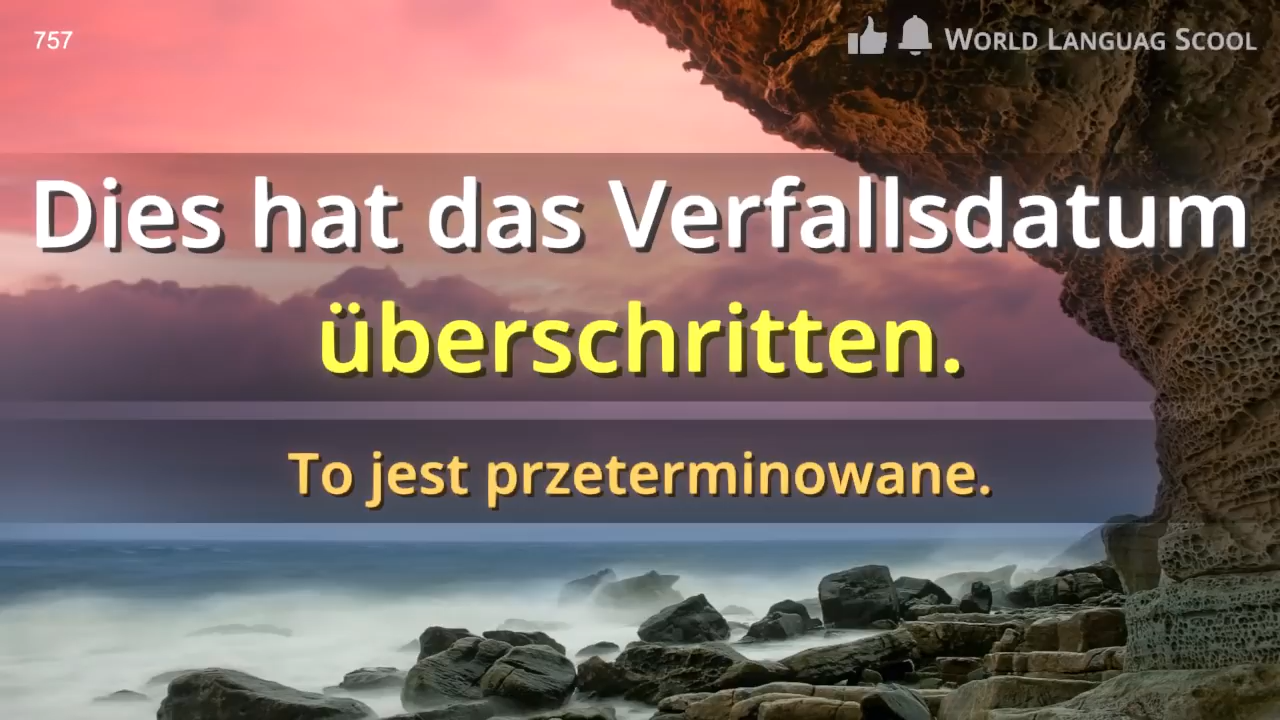 757
World Languag Scool
Dies hat das Verfallsdatum
überschritten.
To jest przeterminowane.